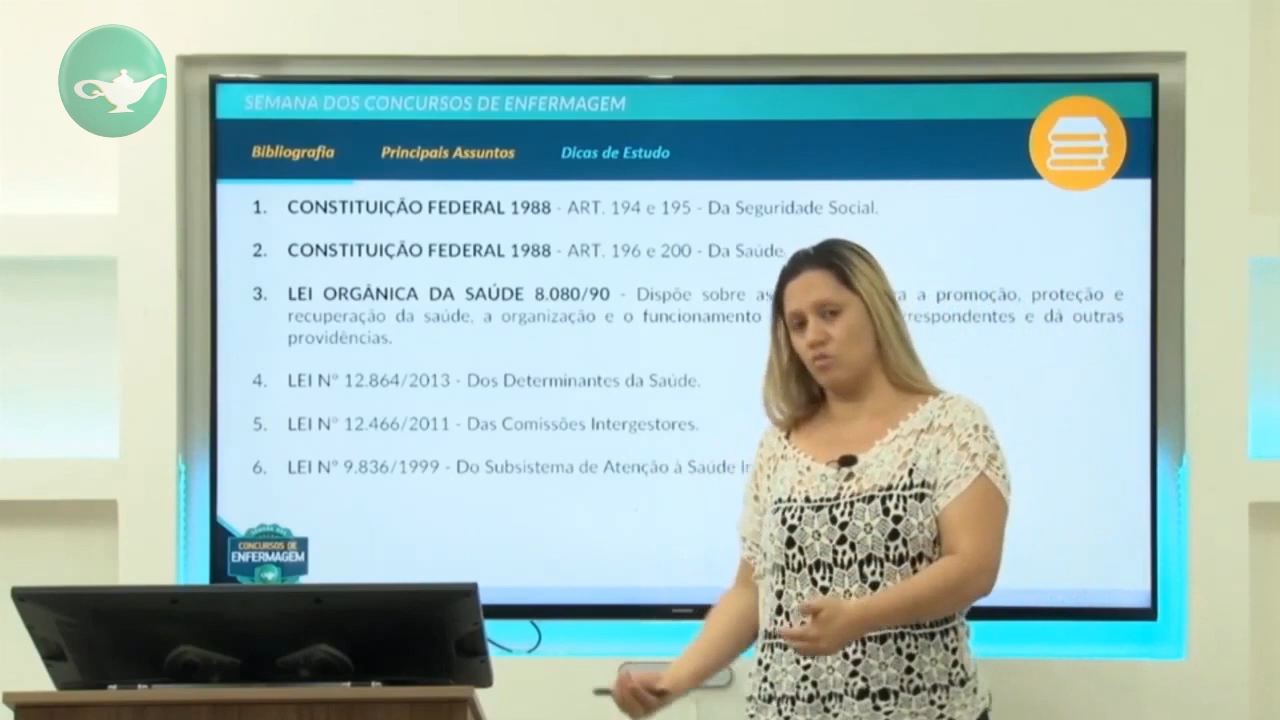 SEMANA DOS CONCURSOS DE ENFERMAGEM
Bibliografia Principais Assuntos Dicas de Estudo
1. CONSTITUIÇÃO FEDERAL 1988 - ART. 194 e 195 - Da Seguridade Social.
2. CONSTITUIÇÃO FEDERAL 1988 - ART. 196 e 200 - Da Saúde
3. LEI ORGÂNICA DA SAÚDE 8.080/90 - Dispõe sobre as a promoção, proteção e
recuperação da saúde, a organização e o funcionamento respondentes e dá outras
providências.
4. LEI Nº 12.864/2013 - Dos Determinantes da Saúde.
5. LEI Nº 12.466/2011 - Das Comissões Intergestores.
6. LEI Nº 9.836/1999 - Do Subsistema de Atenção à Saúde
CONCURSOS DE
ENFERMAGEM